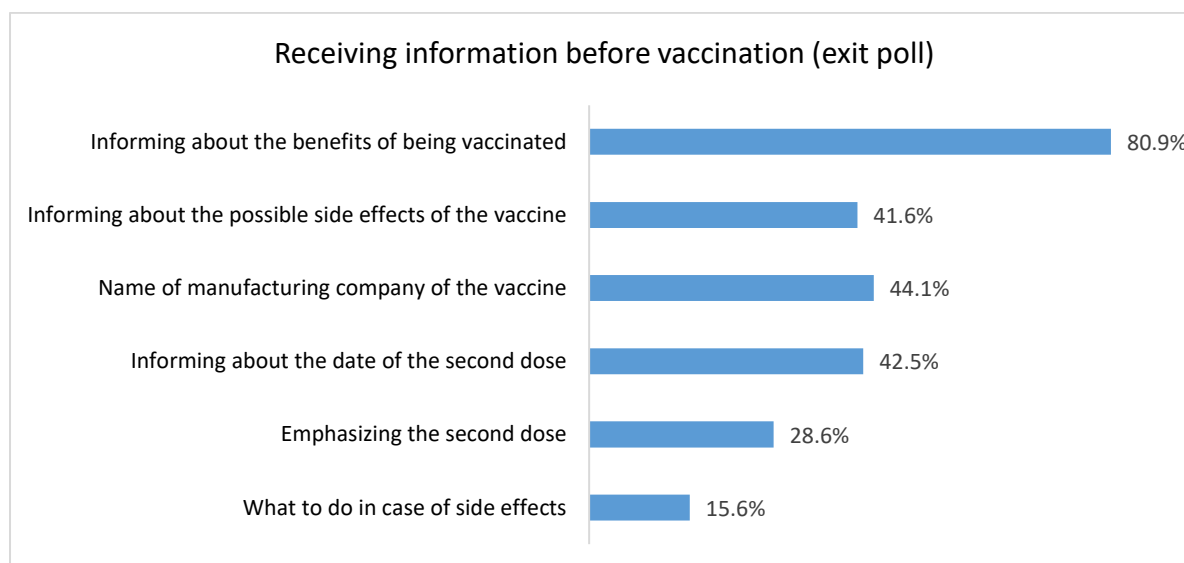 Receiving information before vaccination (exit poll)
Informing about the benefits of being vaccinated
80.9%
Informing about the possible side effects of the vaccine
41.6%
Name of manufacturing company of the vaccine
44.1%
Informing about the date of the second dose
42.5%
Emphasizing the second dose
28.6%
What to do in case of side effects
15.6%